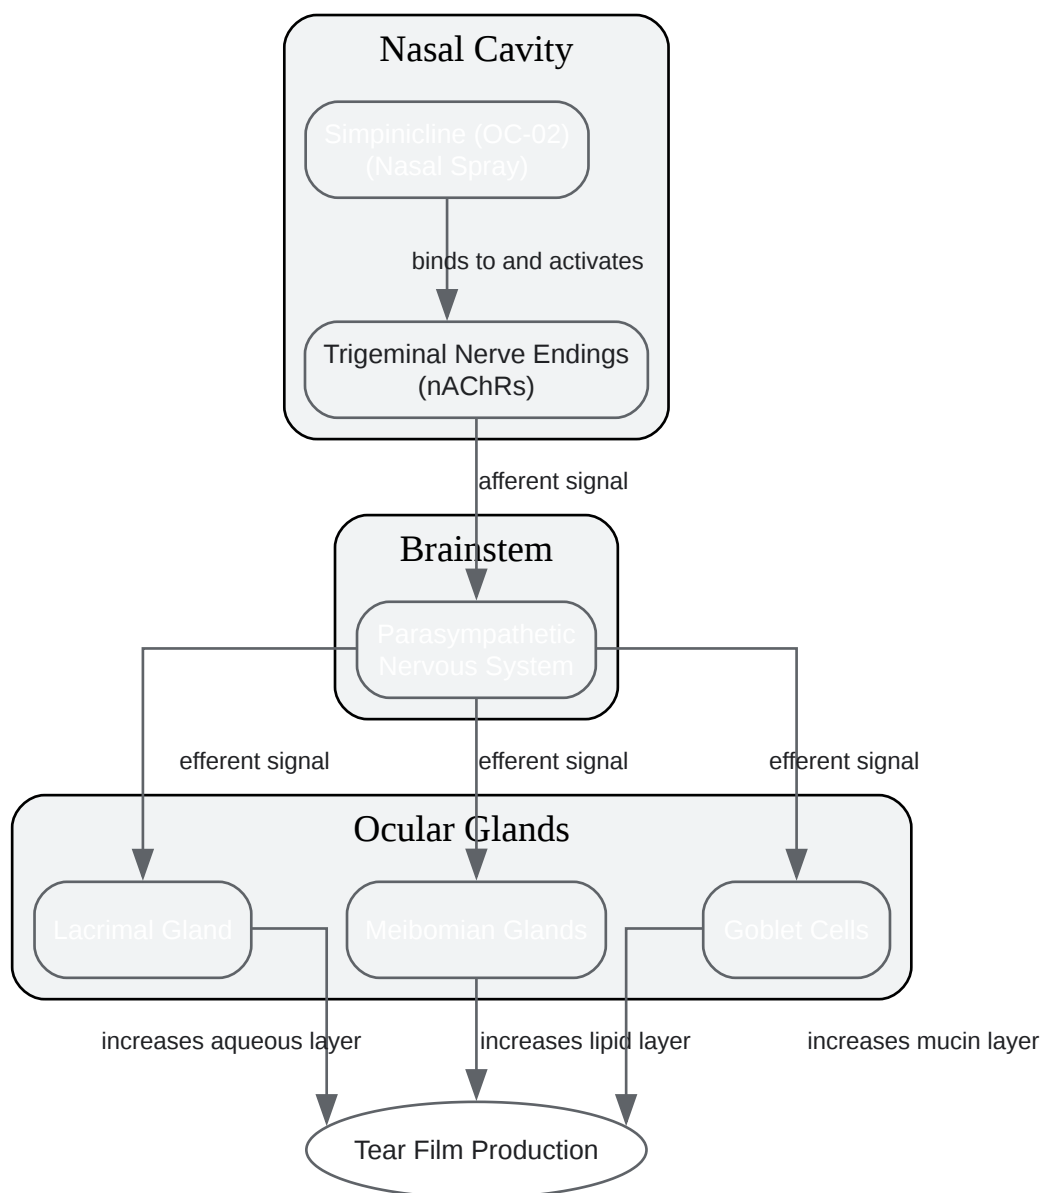 Nasal Cavity
Simpinicline (OC-02)
(Nasal Spray)
binds to and activates
Trigeminal Nerve Endings
(nAChRs)
afferent signal
Brainstem
Parasympathetic
Nervous System
efferent signal
efferent signal
efferent signal
Ocular Glands
Lacrimal Gland
Meibomian Glands
Goblet Cells
increases aqueous layer
increases lipid layer
increases mucin layer
Tear Film Production